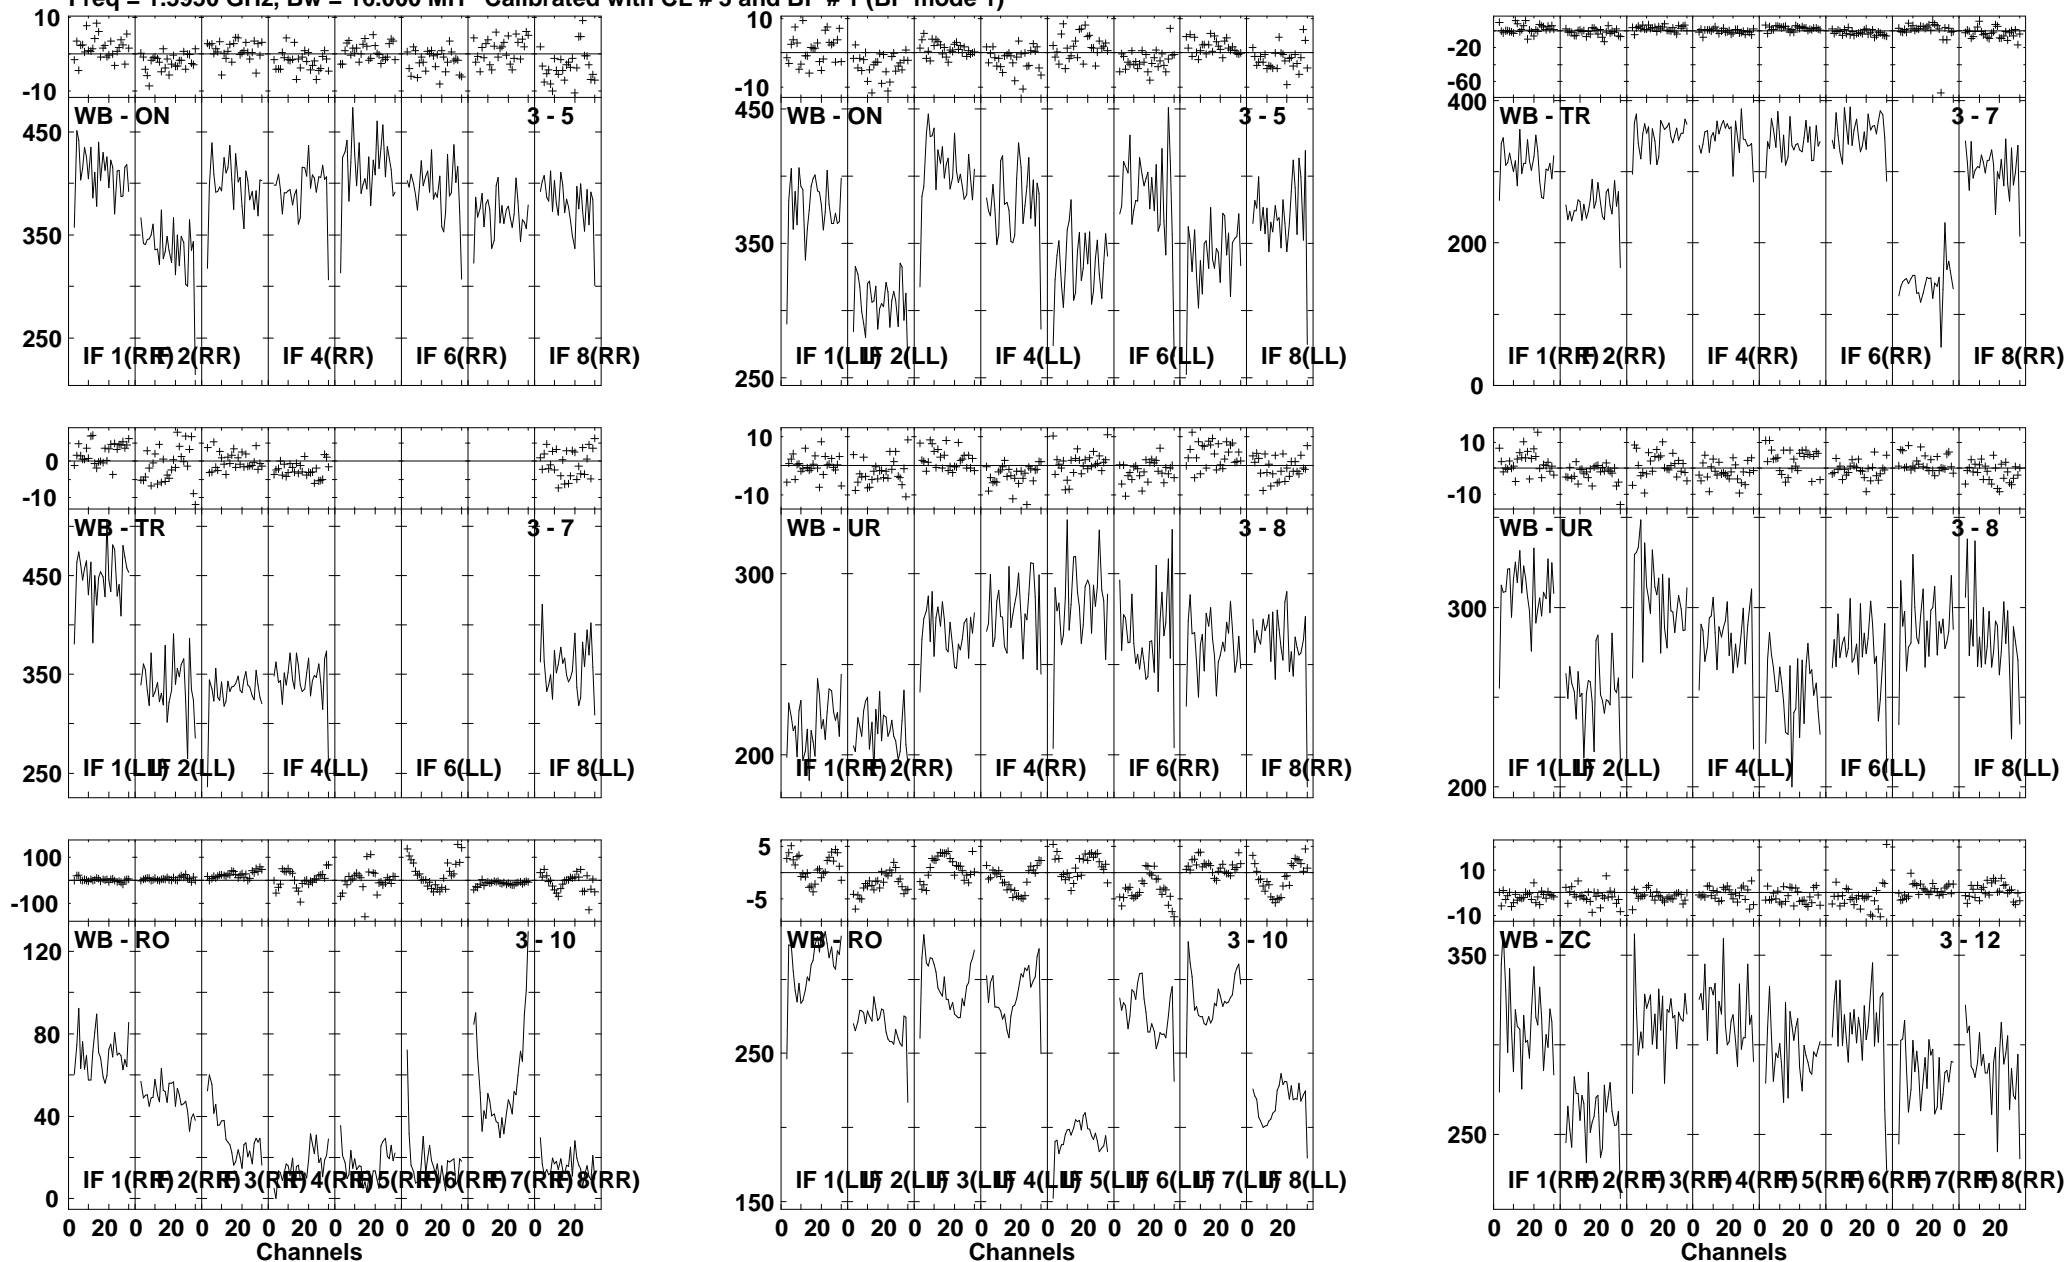 Freq = 1.5950 GHz, Bw = 16.000 MH Calibrated with CL # 3 and BP # 1 (BP mode 1)
10
-10
10
-10
-20
-60
WB - ON 3 - 5
450
350
250
IF 1(RR) IF 2(RR) IF 4(RR) IF 6(RR) IF 8(RR)
WB - ON 3 - 5
450
350
250
IF 1(LL) IF 2(LL) IF 4(LL) IF 6(LL) IF 8(LL)
WB - TR 3 - 7
400
200
0
IF 1(RR) IF 2(RR) IF 4(RR) IF 6(RR) IF 8(RR)
0
-10
10
-10
10
-10
WB - TR 3 - 7
450
350
250
IF 1(LL) IF 2(LL) IF 4(LL) IF 6(LL) IF 8(LL)
WB - UR 3 - 8
300
200
IF 1(RR) IF 2(RR) IF 4(RR) IF 6(RR) IF 8(RR)
WB - UR 3 - 8
300
200
IF 1(LL) IF 2(LL) IF 4(LL) IF 6(LL) IF 8(LL)
100
-100
5
-5
10
-10
WB - RO 3 - 10
120
80
40
0
IF 1(RR) IF 2(RR) IF 3(RR) IF 4(RR) IF 5(RR) IF 6(RR) IF 7(RR) IF 8(RR)
0 20 0 20 0 20 0 20 0 20 0 20 0 20 0 20
Channels
WB - RO 3 - 10
250
150
IF 1(LL) IF 2(LL) IF 3(LL) IF 4(LL) IF 5(LL) IF 6(LL) IF 7(LL) IF 8(LL)
0 20 0 20 0 20 0 20 0 20 0 20 0 20 0 20
Channels
WB - ZC 3 - 12
350
250
IF 1(RR) IF 2(RR) IF 3(RR) IF 4(RR) IF 5(RR) IF 6(RR) IF 7(RR) IF 8(RR)
0 20 0 20 0 20 0 20 0 20 0 20 0 20 0 20
Channels